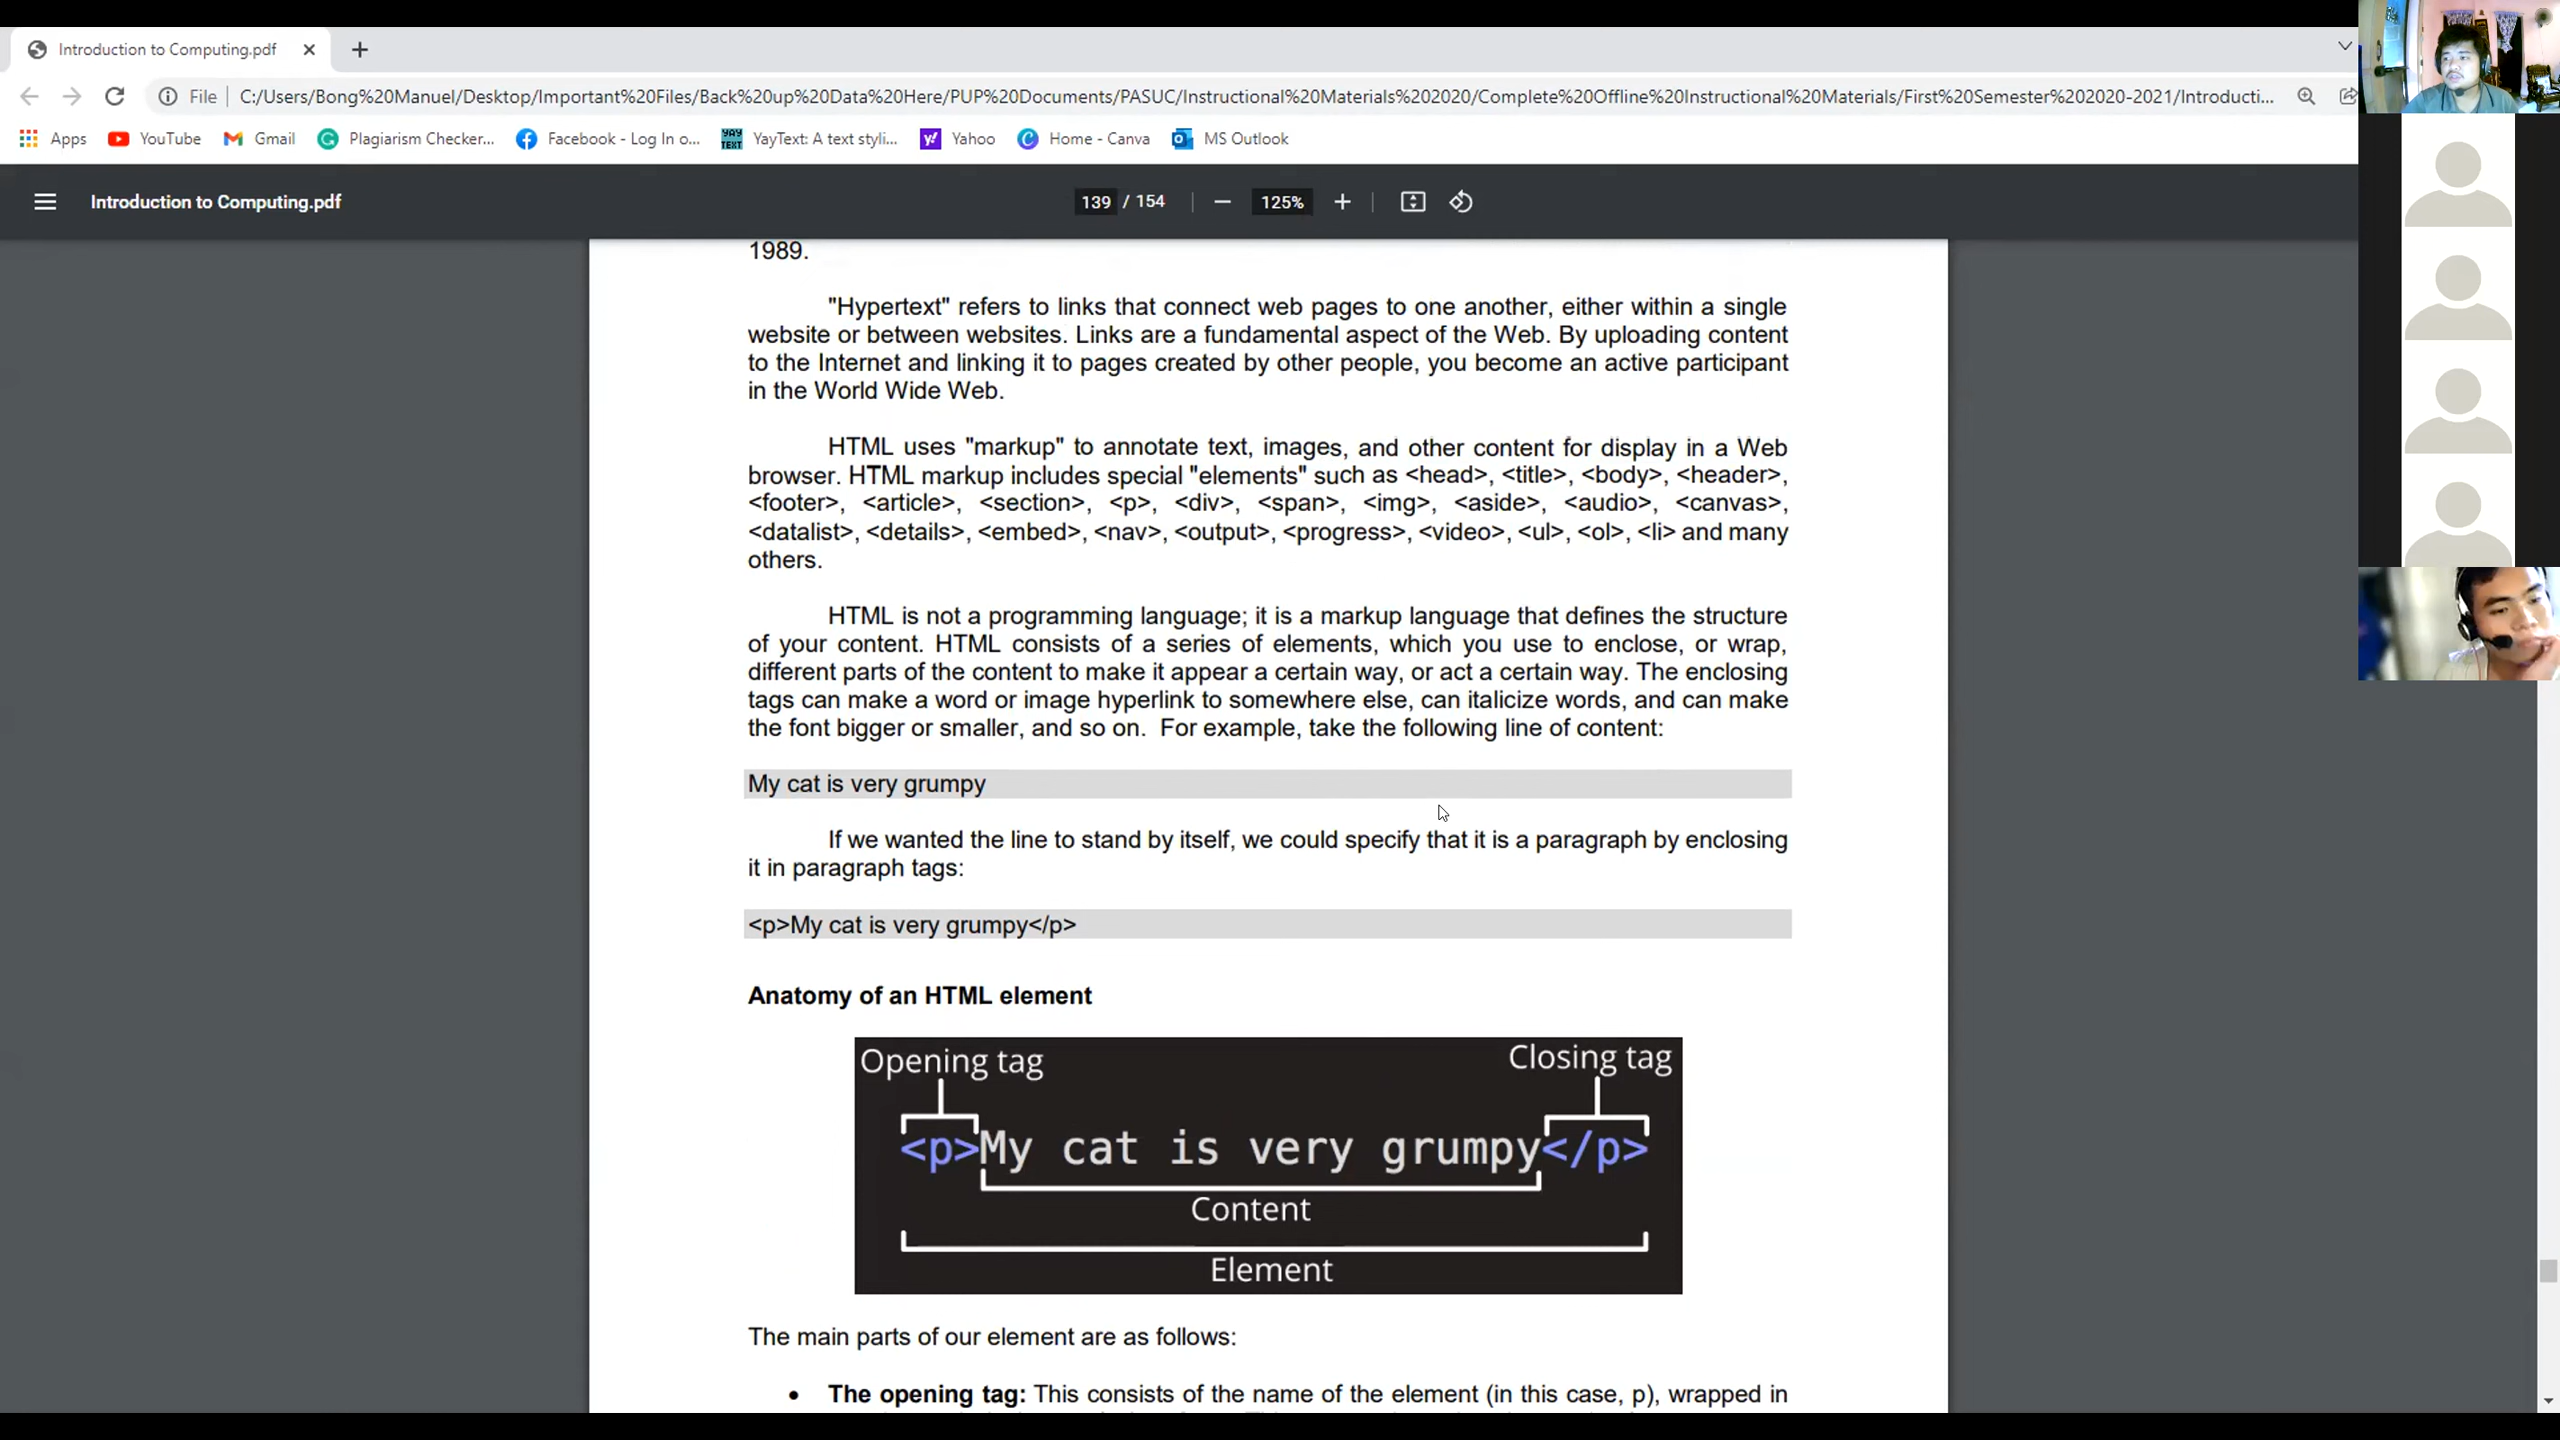 Introduction to Computing.pdf
File
C:/Users/Bong%20Manuel/Desktop/Important%20Files/Back%20up%20Data%20Here/PUP%20Documents/PASUC/Instructional%20Materials%202020/Complete%20Offline%20Instructional%20Materials/First%20Semester%202020-2021/Introducti...
Apps YouTube Gmail Plagiarism Checker... Facebook - Log In o... YAY TEXT YayText: A text styli... Yahoo Home - Canva MS Outlook
Introduction to Computing.pdf 139 / 154 125%
1989.
"Hypertext" refers to links that connect web pages to one another, either within a single
website or between websites. Links are a fundamental aspect of the Web. By uploading content
to the Internet and linking it to pages created by other people, you become an active participant
in the World Wide Web.
HTML uses "markup" to annotate text, images, and other content for display in a Web
browser. HTML markup includes special "elements" such as <head>, <title>, <body>, <header>,
<footer>, <article>, <section>, <p>, <div>, <span>, <img>, <aside>, <audio>, <canvas>,
<datalist>, <details>, <embed>, <nav>, <output>, <progress>, <video>, <ul>, <ol>, <li> and many
others.
HTML is not a programming language; it is a markup language that defines the structure
of your content. HTML consists of a series of elements, which you use to enclose, or wrap,
different parts of the content to make it appear a certain way, or act a certain way. The enclosing
tags can make a word or image hyperlink to somewhere else, can italicize words, and can make
the font bigger or smaller, and so on. For example, take the following line of content:
My cat is very grumpy
If we wanted the line to stand by itself, we could specify that it is a paragraph by enclosing
it in paragraph tags:
<p>My cat is very grumpy</p>
Anatomy of an HTML element
Opening tag Closing tag
<p>My cat is very grumpy</p>
Content
Element
The main parts of our element are as follows:
• The opening tag: This consists of the name of the element (in this case, p), wrapped in